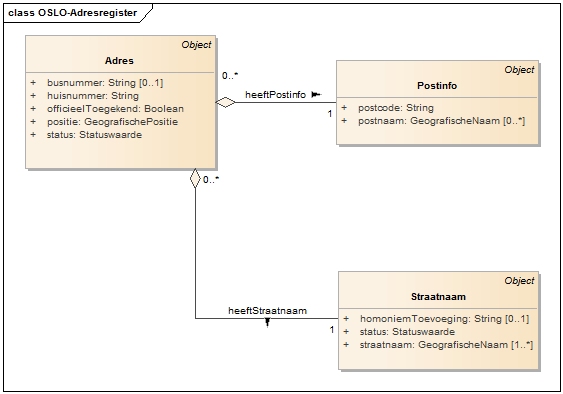 class OSLO-Adresregister
Object
Adres
+ busnummer: String [0..1]
+ huisnummer: String
+ officieelToegekend: Boolean
+ positie: GeografischePositie
+ status: Statuswaarde
0..*
heeftPostinfo
1
Object
Postinfo
+ postcode: String
+ postnaam: GeografischeNaam [0..*]
0..*
heeftStraatnaam
1
Object
Straatnaam
+ homoniemToevoeging: String [0..1]
+ status: Statuswaarde
+ straatnaam: GeografischeNaam [1..*]